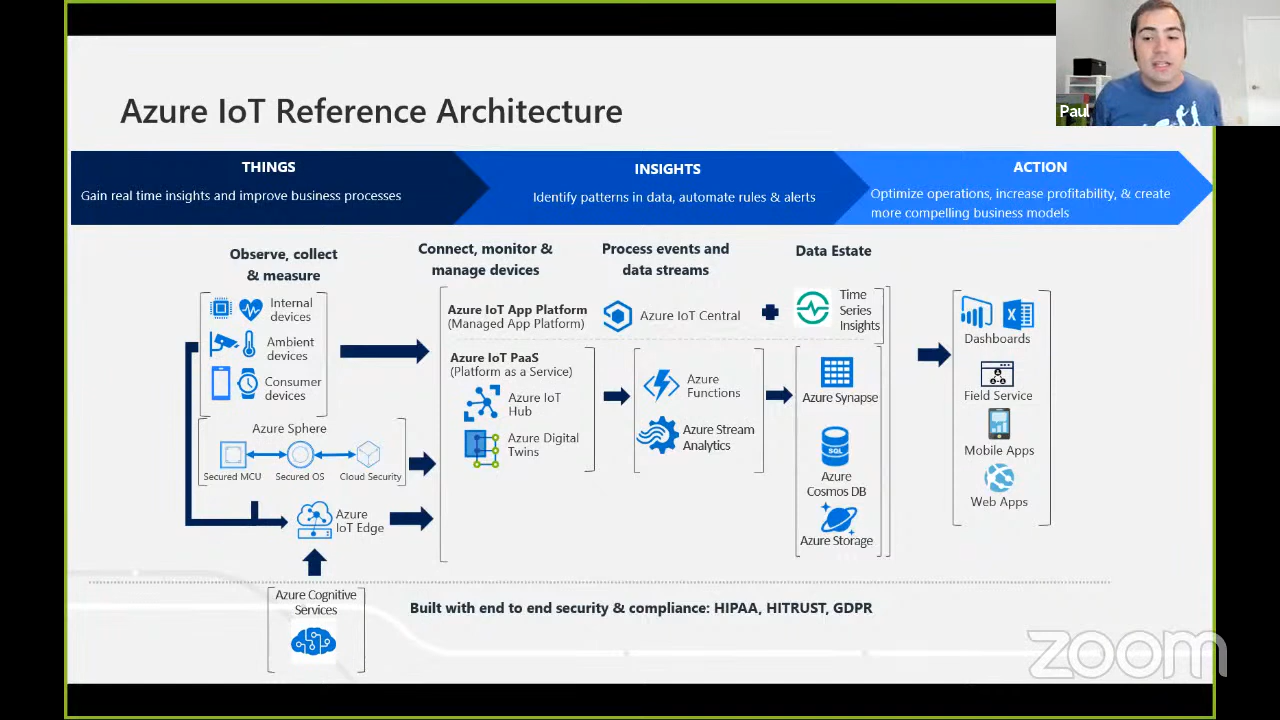 Azure IoT Reference Architecture
Paul
THINGS
Gain real time insights and improve business processes
INSIGHTS
Identify patterns in data, automate rules & alerts
ACTION
Optimize operations, increase profitability, & create
more compelling business models
Observe, collect
& measure
Internal
devices
Ambient
devices
Consumer
devices
Azure Sphere
Secured MCU
Secured OS
Cloud Security
Azure
IoT Edge
Azure Cognitive
Services
Connect, monitor &
manage devices
Azure IoT App Platform
(Managed App Platform)
Azure IoT PaaS
(Platform as a Service)
Azure IoT
Hub
Azure Digital
Twins
Process events and
data streams
Azure IoT Central
Azure
Functions
Azure Stream
Analytics
Data Estate
Time
Series
Insights
Azure Synapse
SQL
Azure
Cosmos DB
Azure Storage
X
Dashboards
Field Service
Mobile Apps
Web Apps
Built with end to end security & compliance: HIPAA, HITRUST, GDPR
zoom